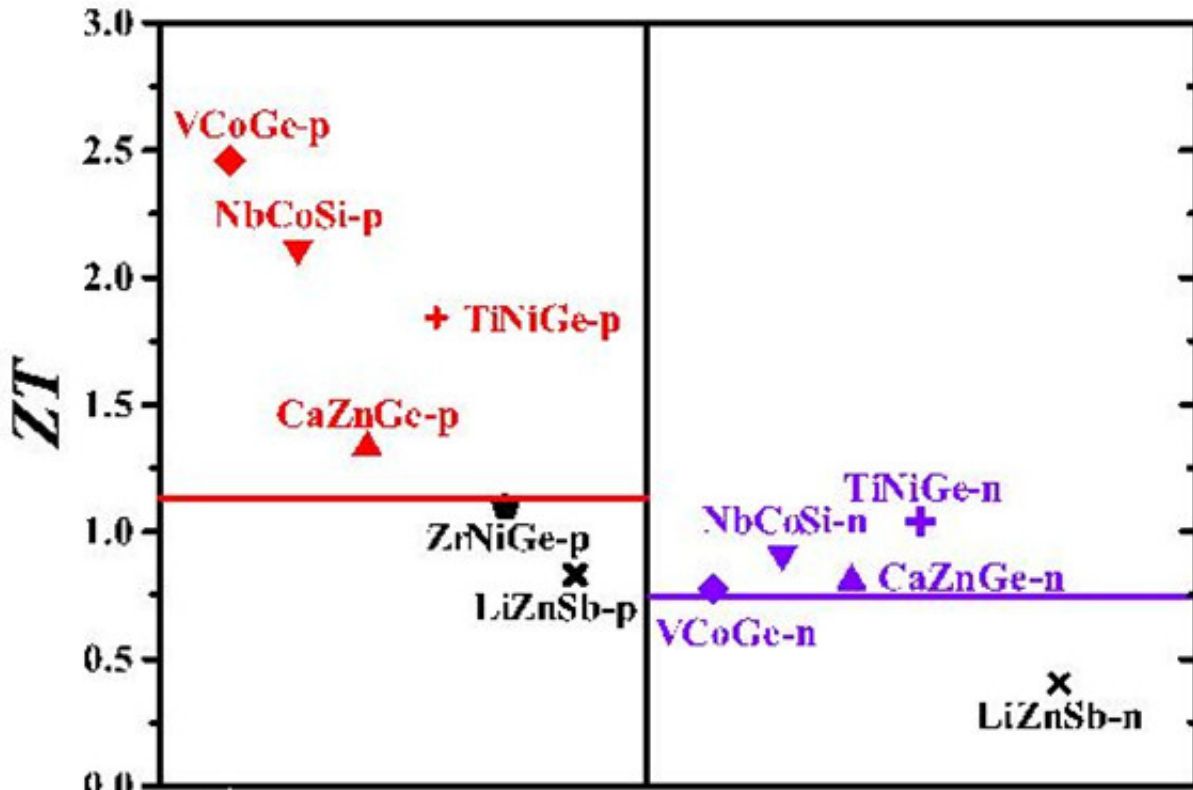 3.0
2.5
2.0
1.5
1.0
0.5
0.0
ZT
VCoGe-p
NbCoSi-p
TiNiGe-p
CaZnGe-p
ZrNiGe-p
LiZnSb-p
TiNiGe-n
NbCoSi-n
CaZnGe-n
VCoGe-n
LiZnSb-n